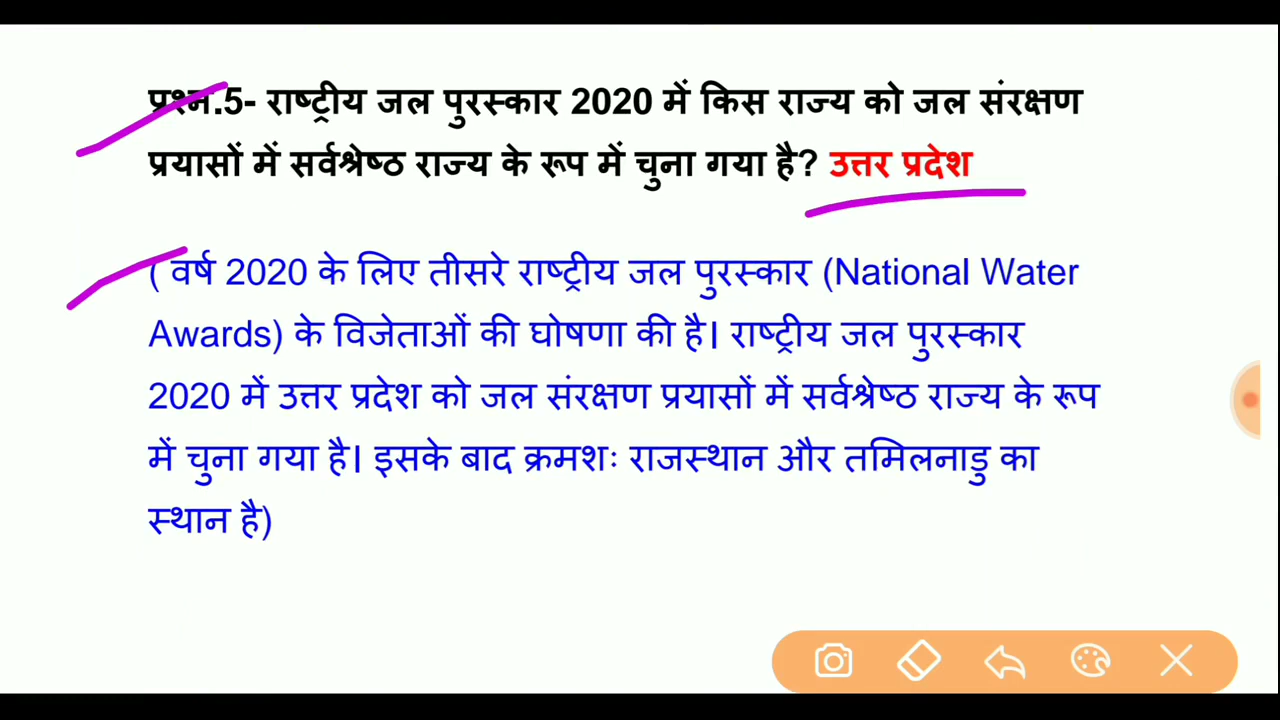 प्रश्न.5- राष्ट्रीय जल पुरस्कार 2020 में किस राज्य को जल संरक्षण
प्रयासों में सर्वश्रेष्ठ राज्य के रूप में चुना गया है? उत्तर प्रदेश
( वर्ष 2020 के लिए तीसरे राष्ट्रीय जल पुरस्कार (National Water
Awards) के विजेताओं की घोषणा की है। राष्ट्रीय जल पुरस्कार
2020 में उत्तर प्रदेश को जल संरक्षण प्रयासों में सर्वश्रेष्ठ राज्य के रूप
में चुना गया है। इसके बाद क्रमशः राजस्थान और तमिलनाडु का
स्थान है)